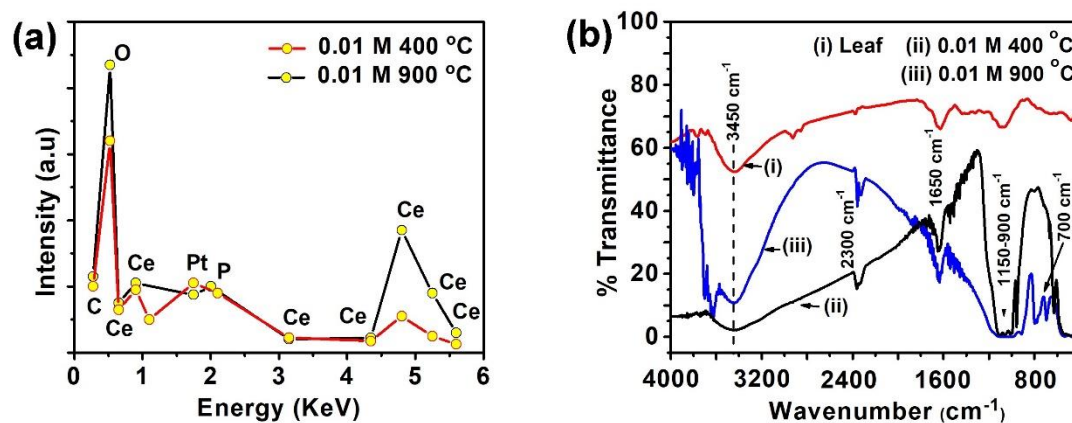 (a)
O
0.01 M 400 °C
0.01 M 900 °C
Intensity (a.u)
C
Ce
Ce
Pt
P
Ce
Ce
Ce
Ce
Ce
0 1 2 3 4 5 6
Energy (KeV)
(b)
100
80
60
40
20
0
% Transmittance
(i) Leaf (ii) 0.01 M 400 °C
(iii) 0.01 M 900 °C
3450 cm⁻¹
(i)
(iii)
(ii)
2300 cm⁻¹
1650 cm⁻¹
1150-900 cm⁻¹
700 cm⁻¹
4000 3200 2400 1600 800
Wavenumber (cm-1)